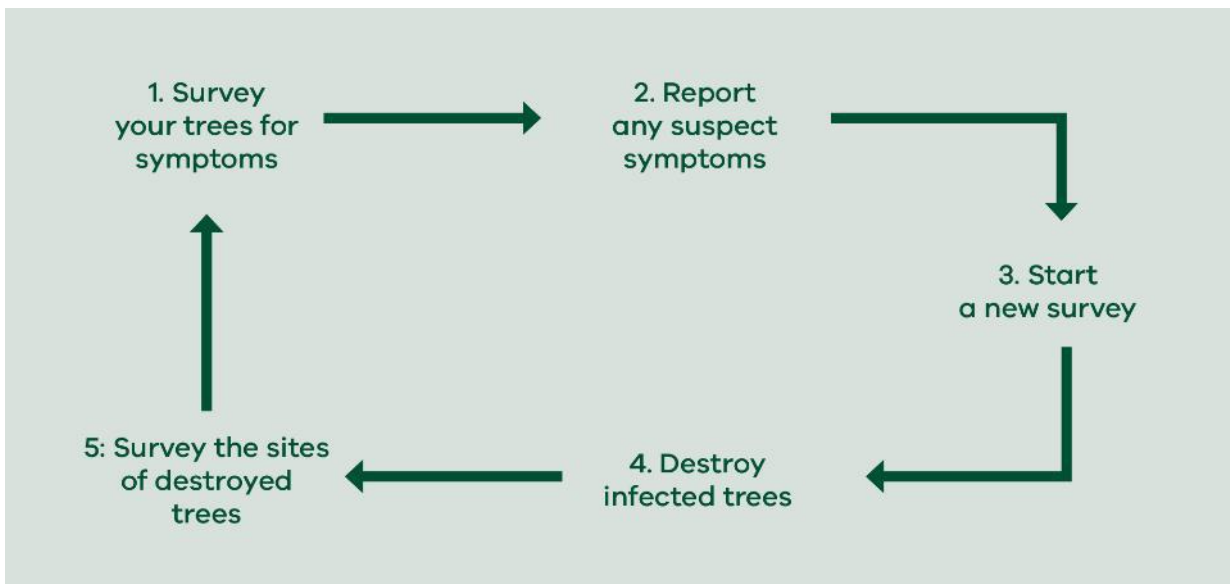 1. Survey
your trees for
symptoms
2. Report
any suspect
symptoms
3. Start
a new survey
4. Destroy
infected trees
5: Survey the sites
of destroyed
trees